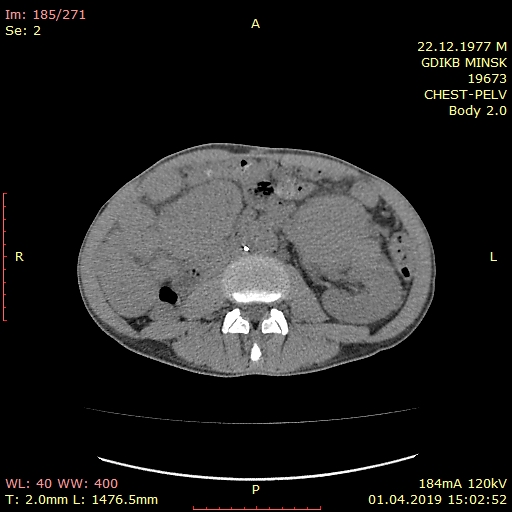 Im: 185/271
Se: 2
A
22.12.1977 M
GDIKB MINSK
19673
CHEST-PELV
Body 2.0
R
L
WL: 40 WW: 400
T: 2.0mm L: 1476.5mm
P
184mA 120kV
01.04.2019 15:02:52